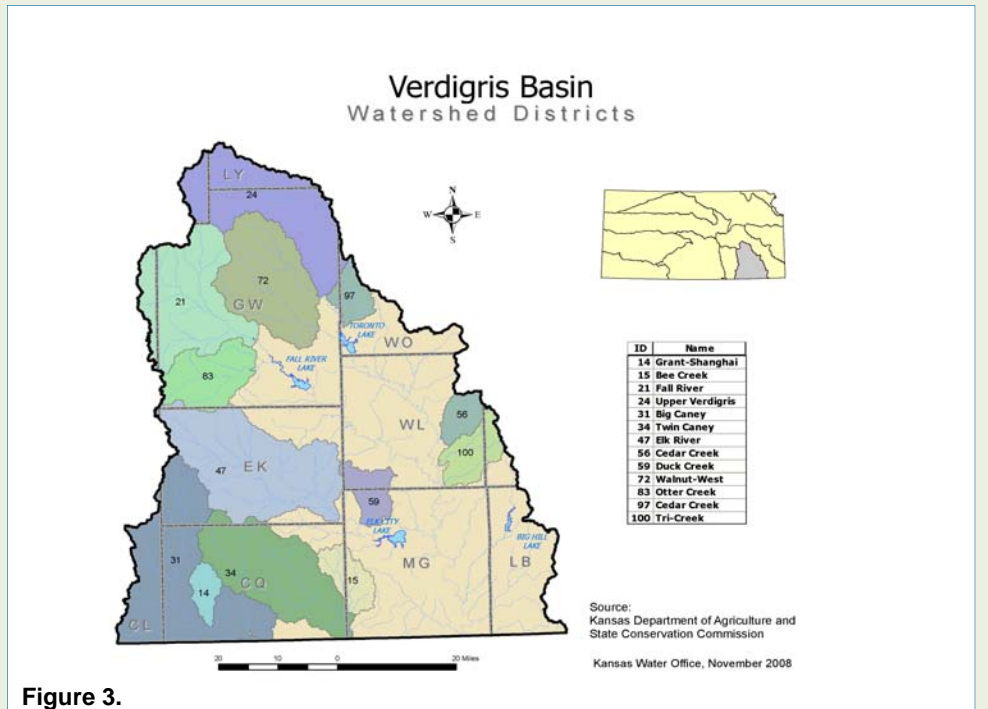 Verdigris Basin
Watershed Districts
LY
24
N
W E
S
72
97
21
GW
TORONTO
LAKE
WO
FALL RIVER
LAKE
83
56
WL
100
EK
47
59
ELK CITY
LAKE
BIG HILL
LAKE
31
34
CQ
15
MG
LB
14
CL
ID Name
14 Grant-Shanghai
15 Bee Creek
21 Fall River
24 Upper Verdigris
31 Big Caney
34 Twin Caney
47 Elk River
56 Cedar Creek
59 Duck Creek
72 Walnut-West
83 Otter Creek
97 Cedar Creek
100 Tri-Creek
Source:
Kansas Department of Agriculture and
State Conservation Commission
Kansas Water Office, November 2008
20 10 0 20 Miles
Figure 3.